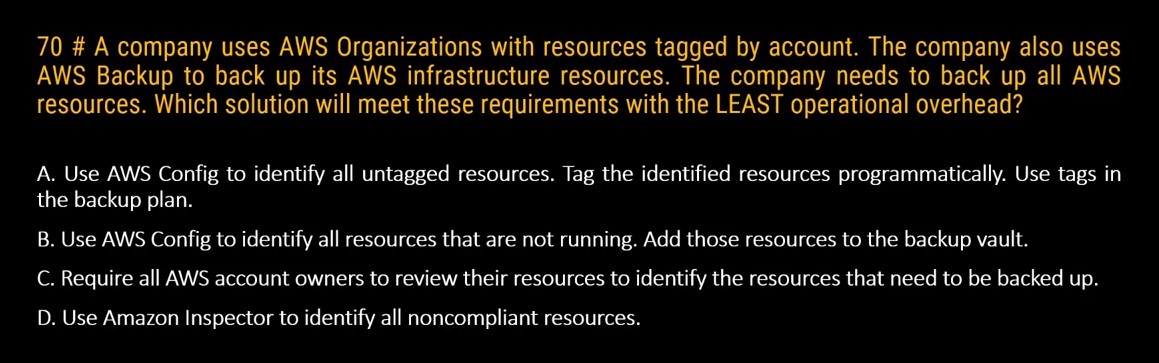 70 # A company uses AWS Organizations with resources tagged by account. The company also uses
AWS Backup to back up its AWS infrastructure resources. The company needs to back up all AWS
resources. Which solution will meet these requirements with the LEAST operational overhead?
A. Use AWS Config to identify all untagged resources. Tag the identified resources programmatically. Use tags in
the backup plan.
B. Use AWS Config to identify all resources that are not running. Add those resources to the backup vault.
C. Require all AWS account owners to review their resources to identify the resources that need to be backed up.
D. Use Amazon Inspector to identify all noncompliant resources.